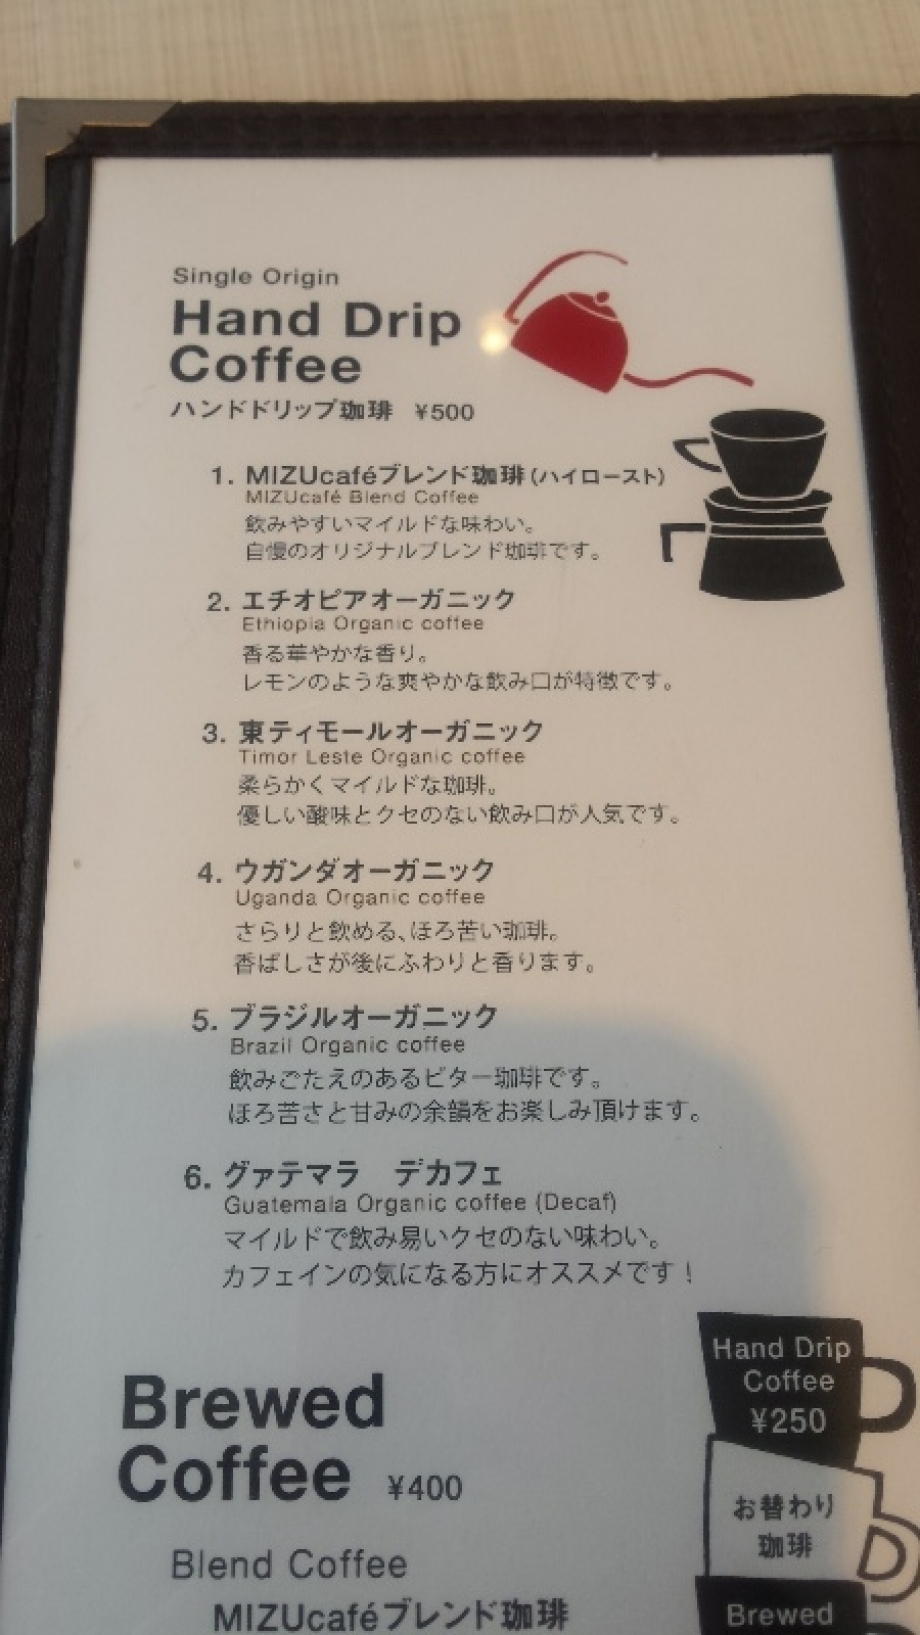 Single Origin
Hand Drip
Coffee
ハンドドリップ珈琲 ¥500
1. MIZUcaféブレンド珈琲(ハイロースト)
MIZUcafé Blend Coffee
飲みやすいマイルドな味わい。
自慢のオリジナルブレンド珈琲です。
2. エチオピアオーガニック
Ethiopia Organic coffee
香る華やかな香り。
レモンのような爽やかな飲み口が特徴です。
3. 東ティモールオーガニック
Timor Leste Organic coffee
柔らかくマイルドな珈琲。
優しい酸味とクセのない飲み口が人気です。
4. ウガンダオーガニック
Uganda Organic coffee
さらりと飲める、ほろ苦い珈琲。
香ばしさが後にふわりと香ります。
5. ブラジルオーガニック
Brazil Organic coffee
飲みごたえのあるビター珈琲です。
ほろ苦さと甘みの余韻をお楽しみ頂けます。
6. グァテマラ デカフェ
Guatemala Organic coffee (Decaf)
マイルドで飲み易いクセのない味わい。
カフェインの気になる方にオススメです！
Brewed
Coffee ¥400
Blend Coffee
MIZUcaféブレンド珈琲
Hand Drip
Coffee
¥250
お替わり
珈琲
Brewed